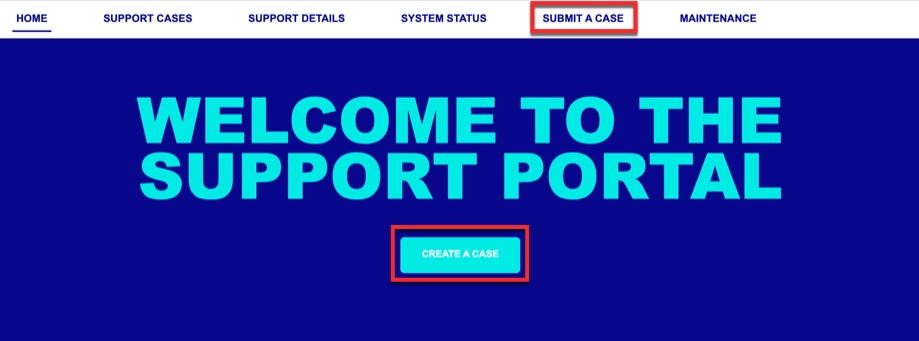 HOME SUPPORT CASES SUPPORT DETAILS SYSTEM STATUS SUBMIT A CASE MAINTENANCE
WELCOME TO THE
SUPPORT PORTAL
CREATE A CASE